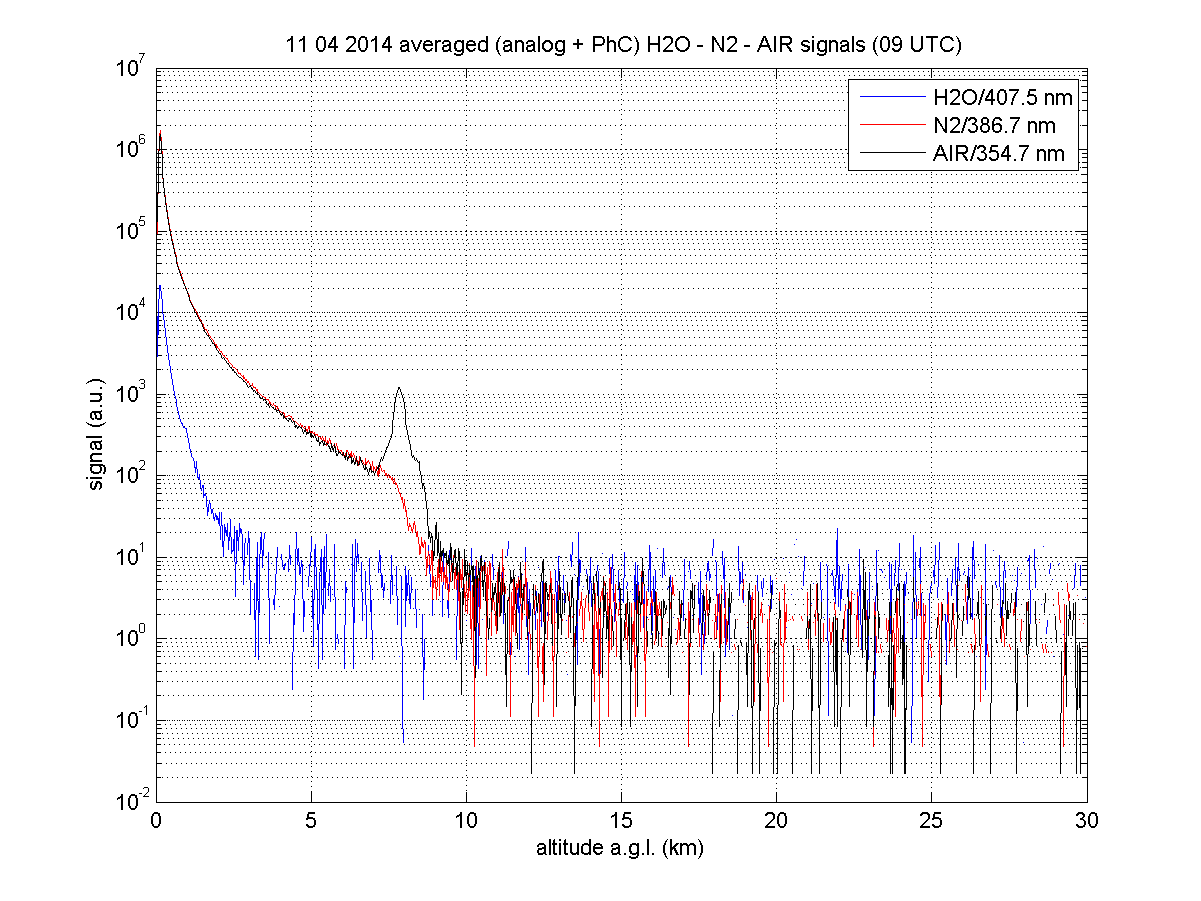 11 04 2014 averaged (analog + PhC) H2O - N2 - AIR signals (09 UTC)
H2O/407.5 nm
N2/386.7 nm
AIR/354.7 nm
10^7
10^6
10^5
10^4
10^3
10^2
10^1
10^0
10^-1
10^-2
signal (a.u.)
0 5 10 15 20 25 30
altitude a.g.l. (km)